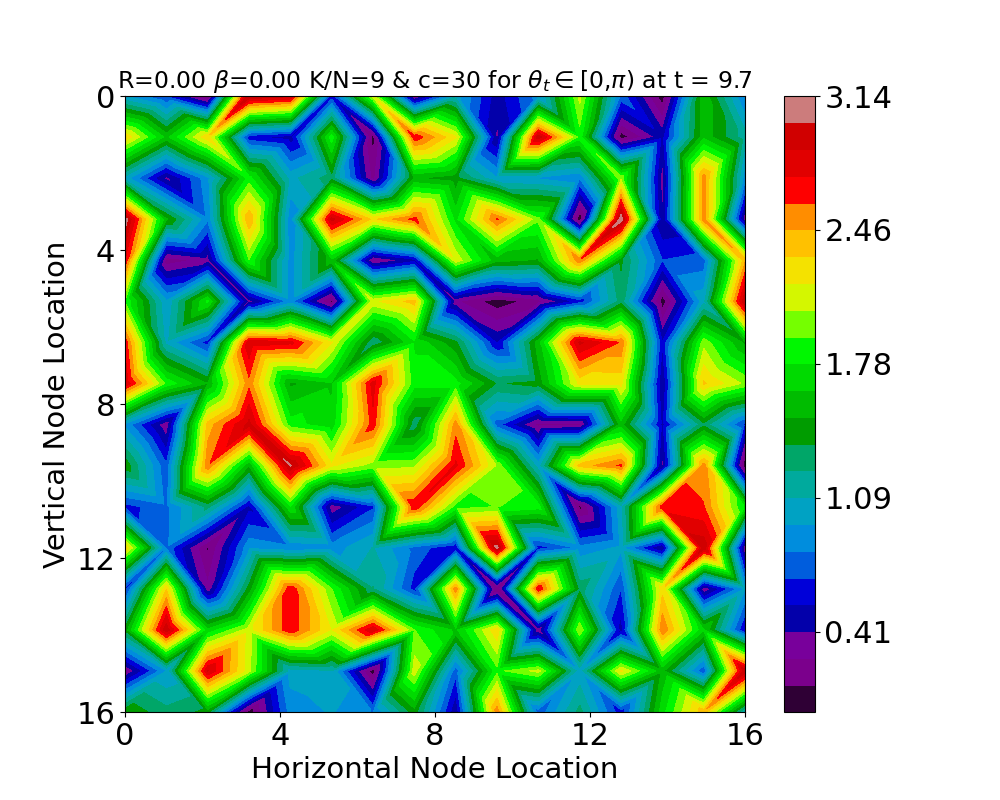 R=0.00 β=0.00 K/N=9 & c=30 for θₜ∈[0,π) at t = 9.7
0
4
8
12
16
0 4 8 12 16
Vertical Node Location
Horizontal Node Location
3.14
2.46
1.78
1.09
0.41